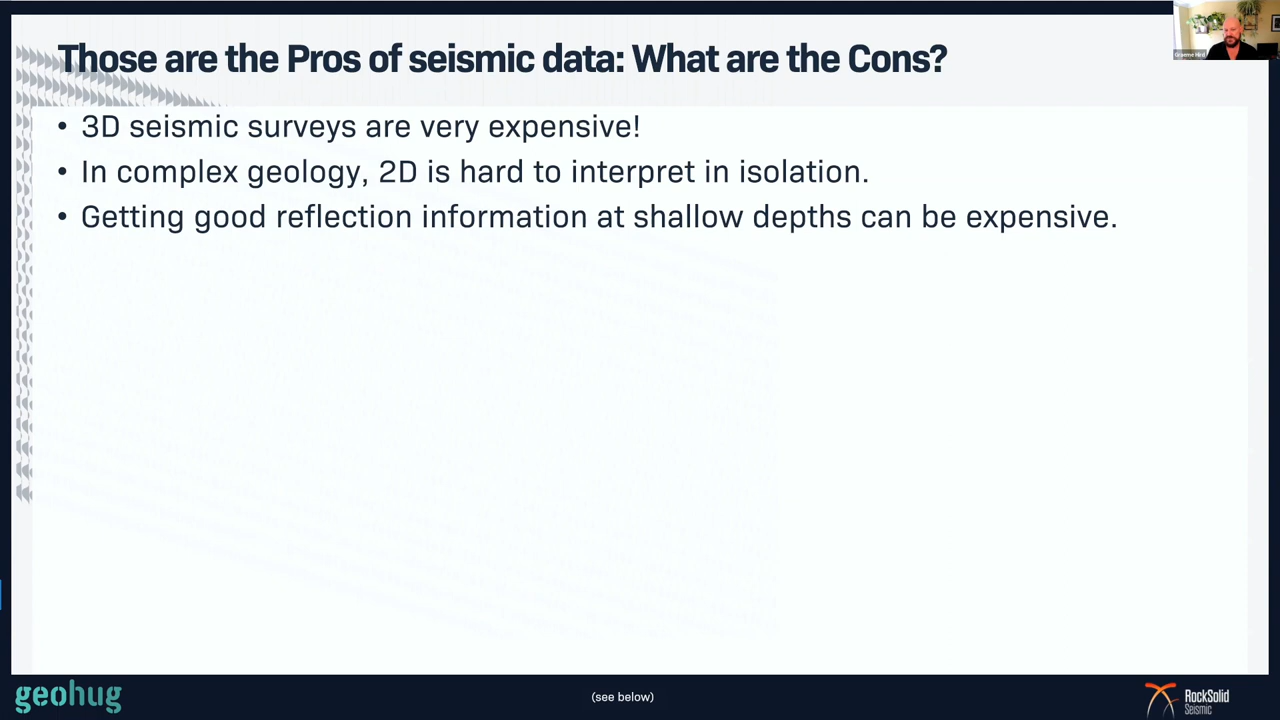 Those are the Pros of seismic data: What are the Cons?
• 3D seismic surveys are very expensive!
• In complex geology, 2D is hard to interpret in isolation.
• Getting good reflection information at shallow depths can be expensive.
geohug
(see below)
RockSolid
Seismic